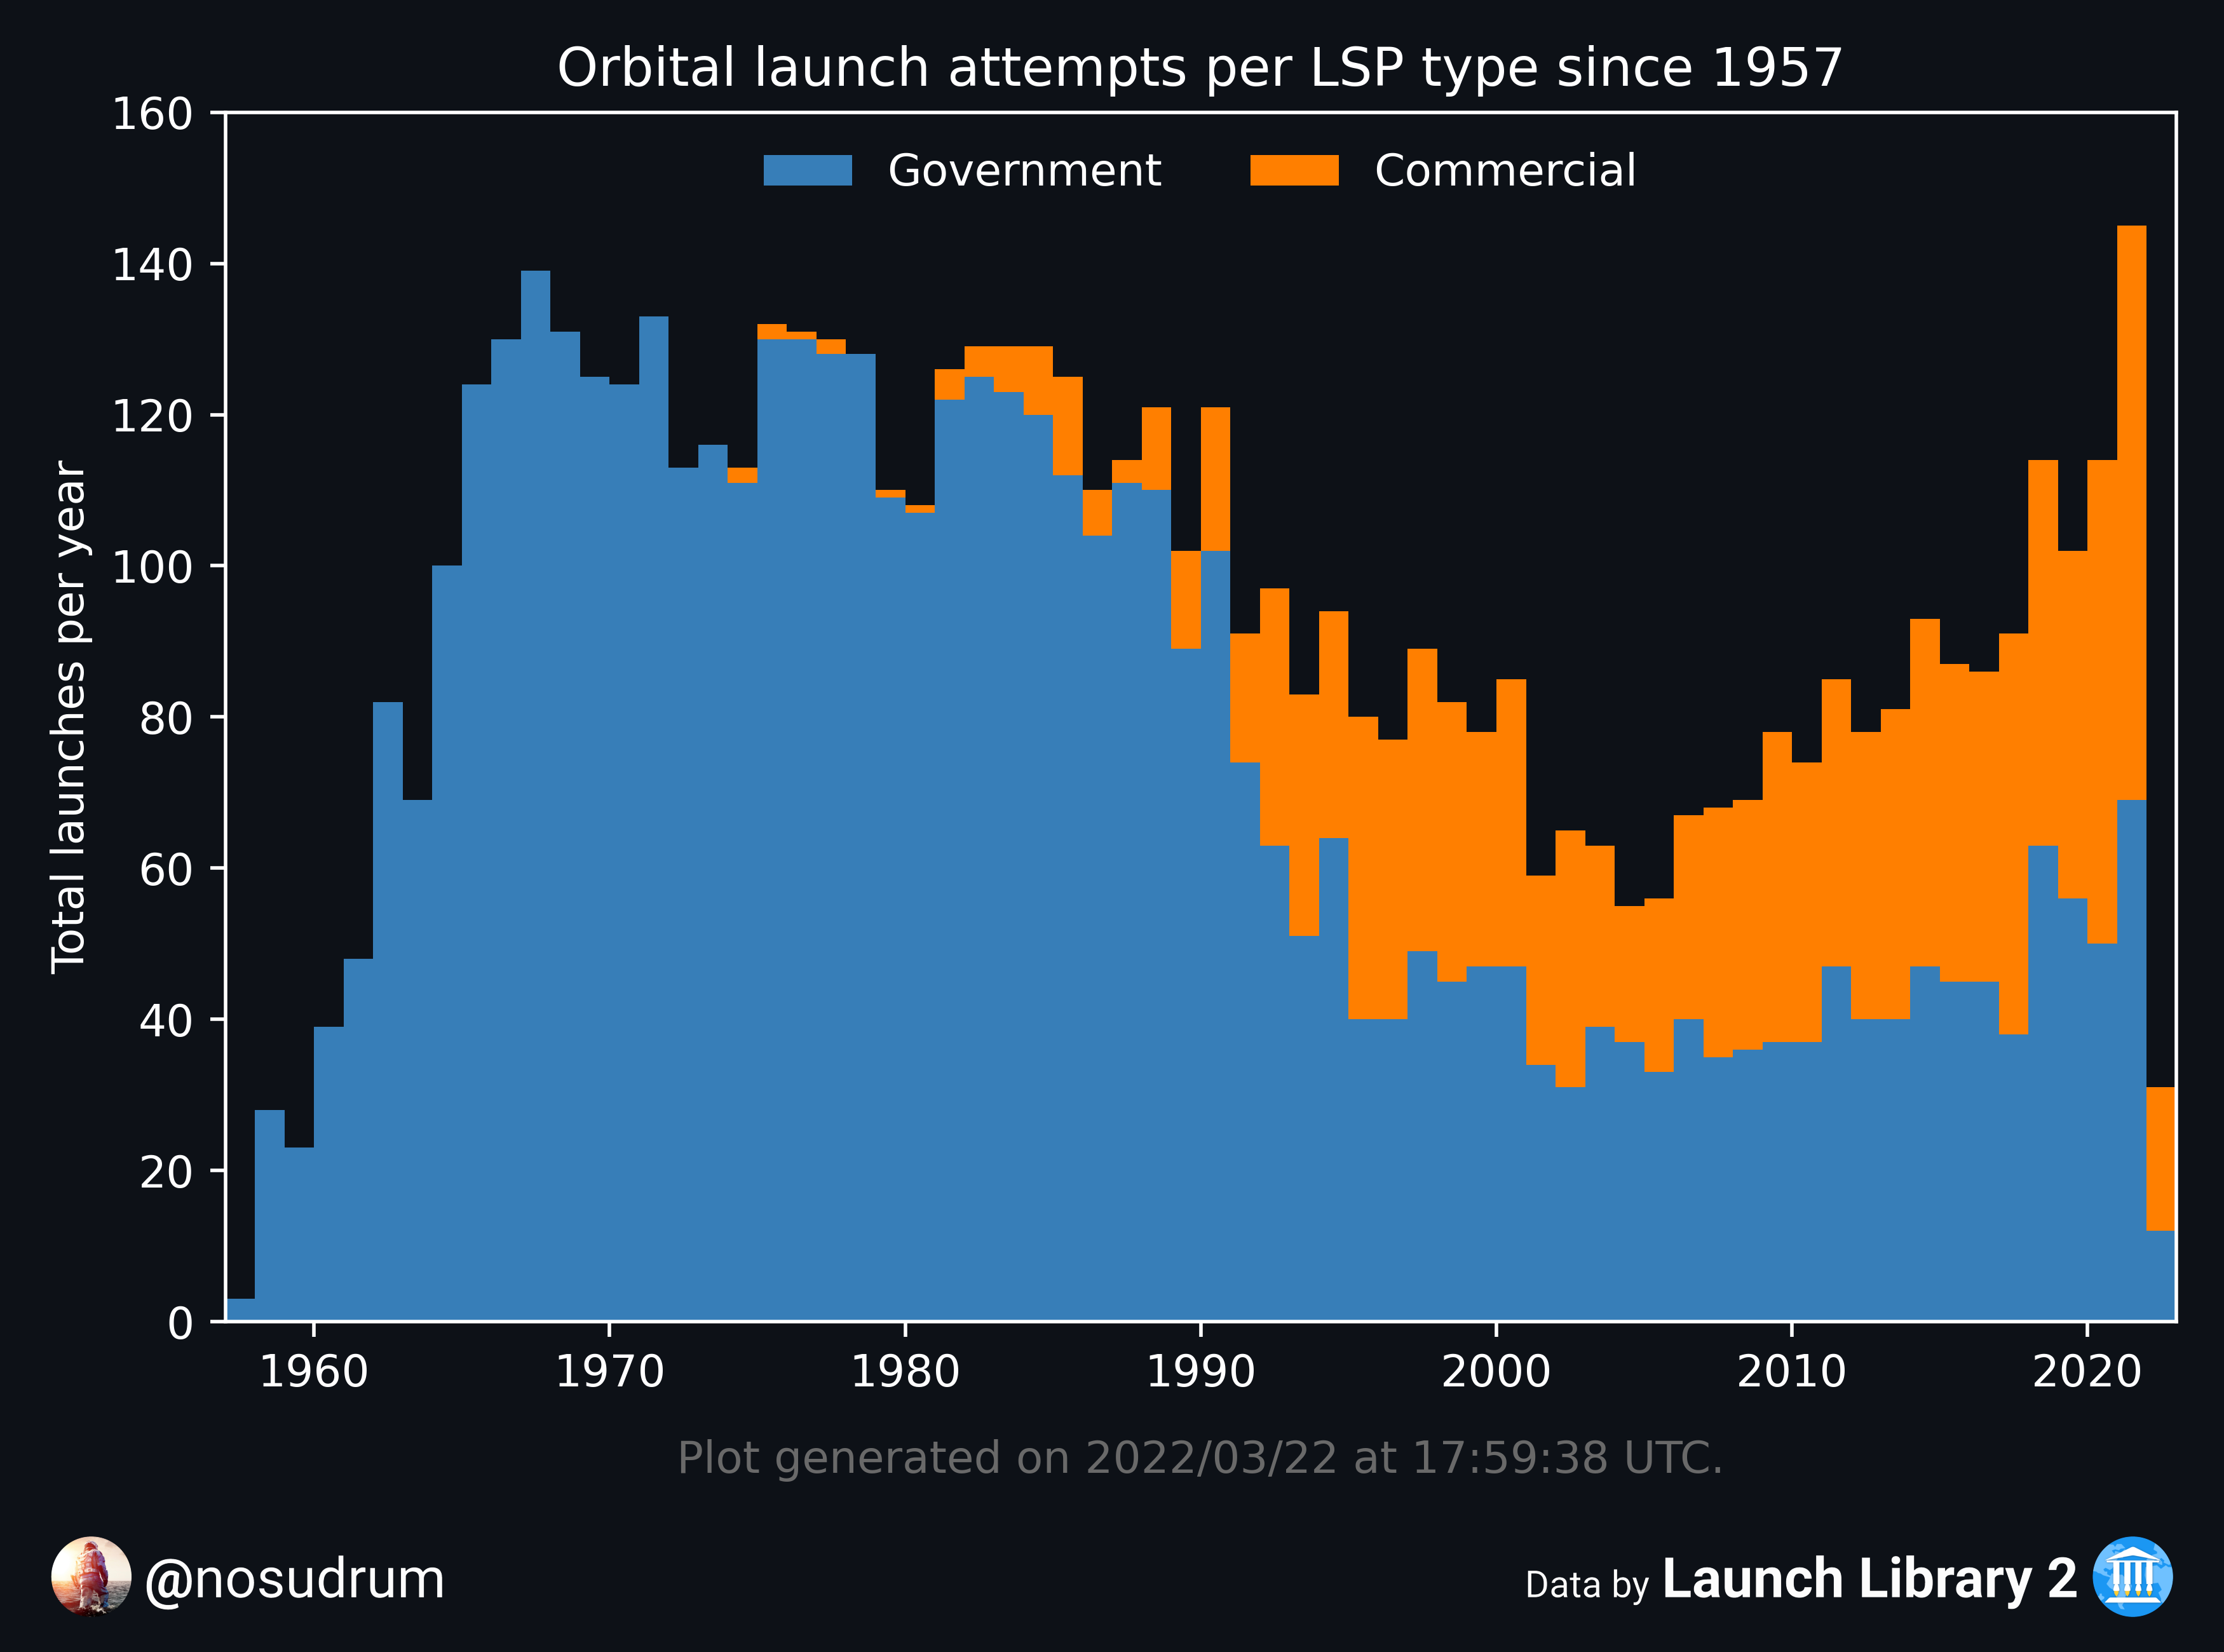 Orbital launch attempts per LSP type since 1957
Government Commercial
Total launches per year
160
140
120
100
80
60
40
20
0
1960 1970 1980 1990 2000 2010 2020
Plot generated on 2022/03/22 at 17:59:38 UTC.
@nosudrum
Data by Launch Library 2